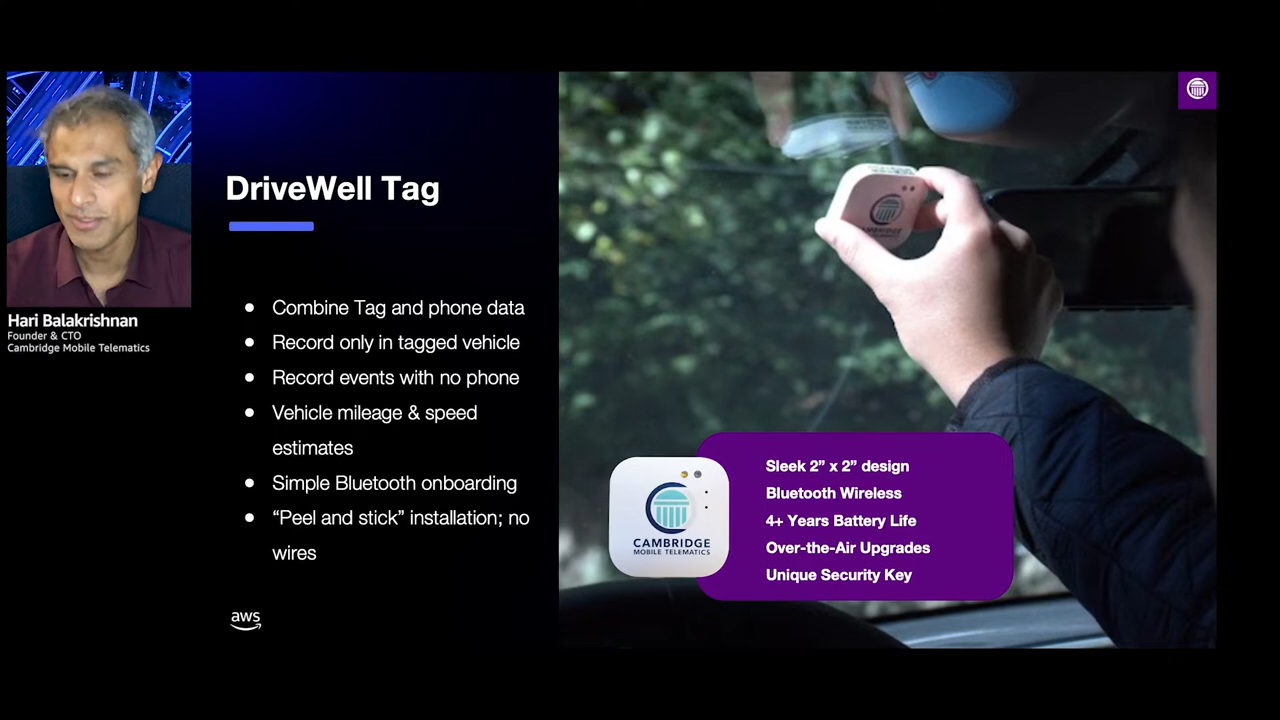 Hari Balakrishnan
Founder & CTO
Cambridge Mobile Telematics
DriveWell Tag
● Combine Tag and phone data
● Record only in tagged vehicle
● Record events with no phone
● Vehicle mileage & speed
estimates
● Simple Bluetooth onboarding
● “Peel and stick” installation; no
wires
aws
CAMBRIDGE
MOBILE TELEMATICS
Sleek 2” x 2” design
Bluetooth Wireless
4+ Years Battery Life
Over-the-Air Upgrades
Unique Security Key